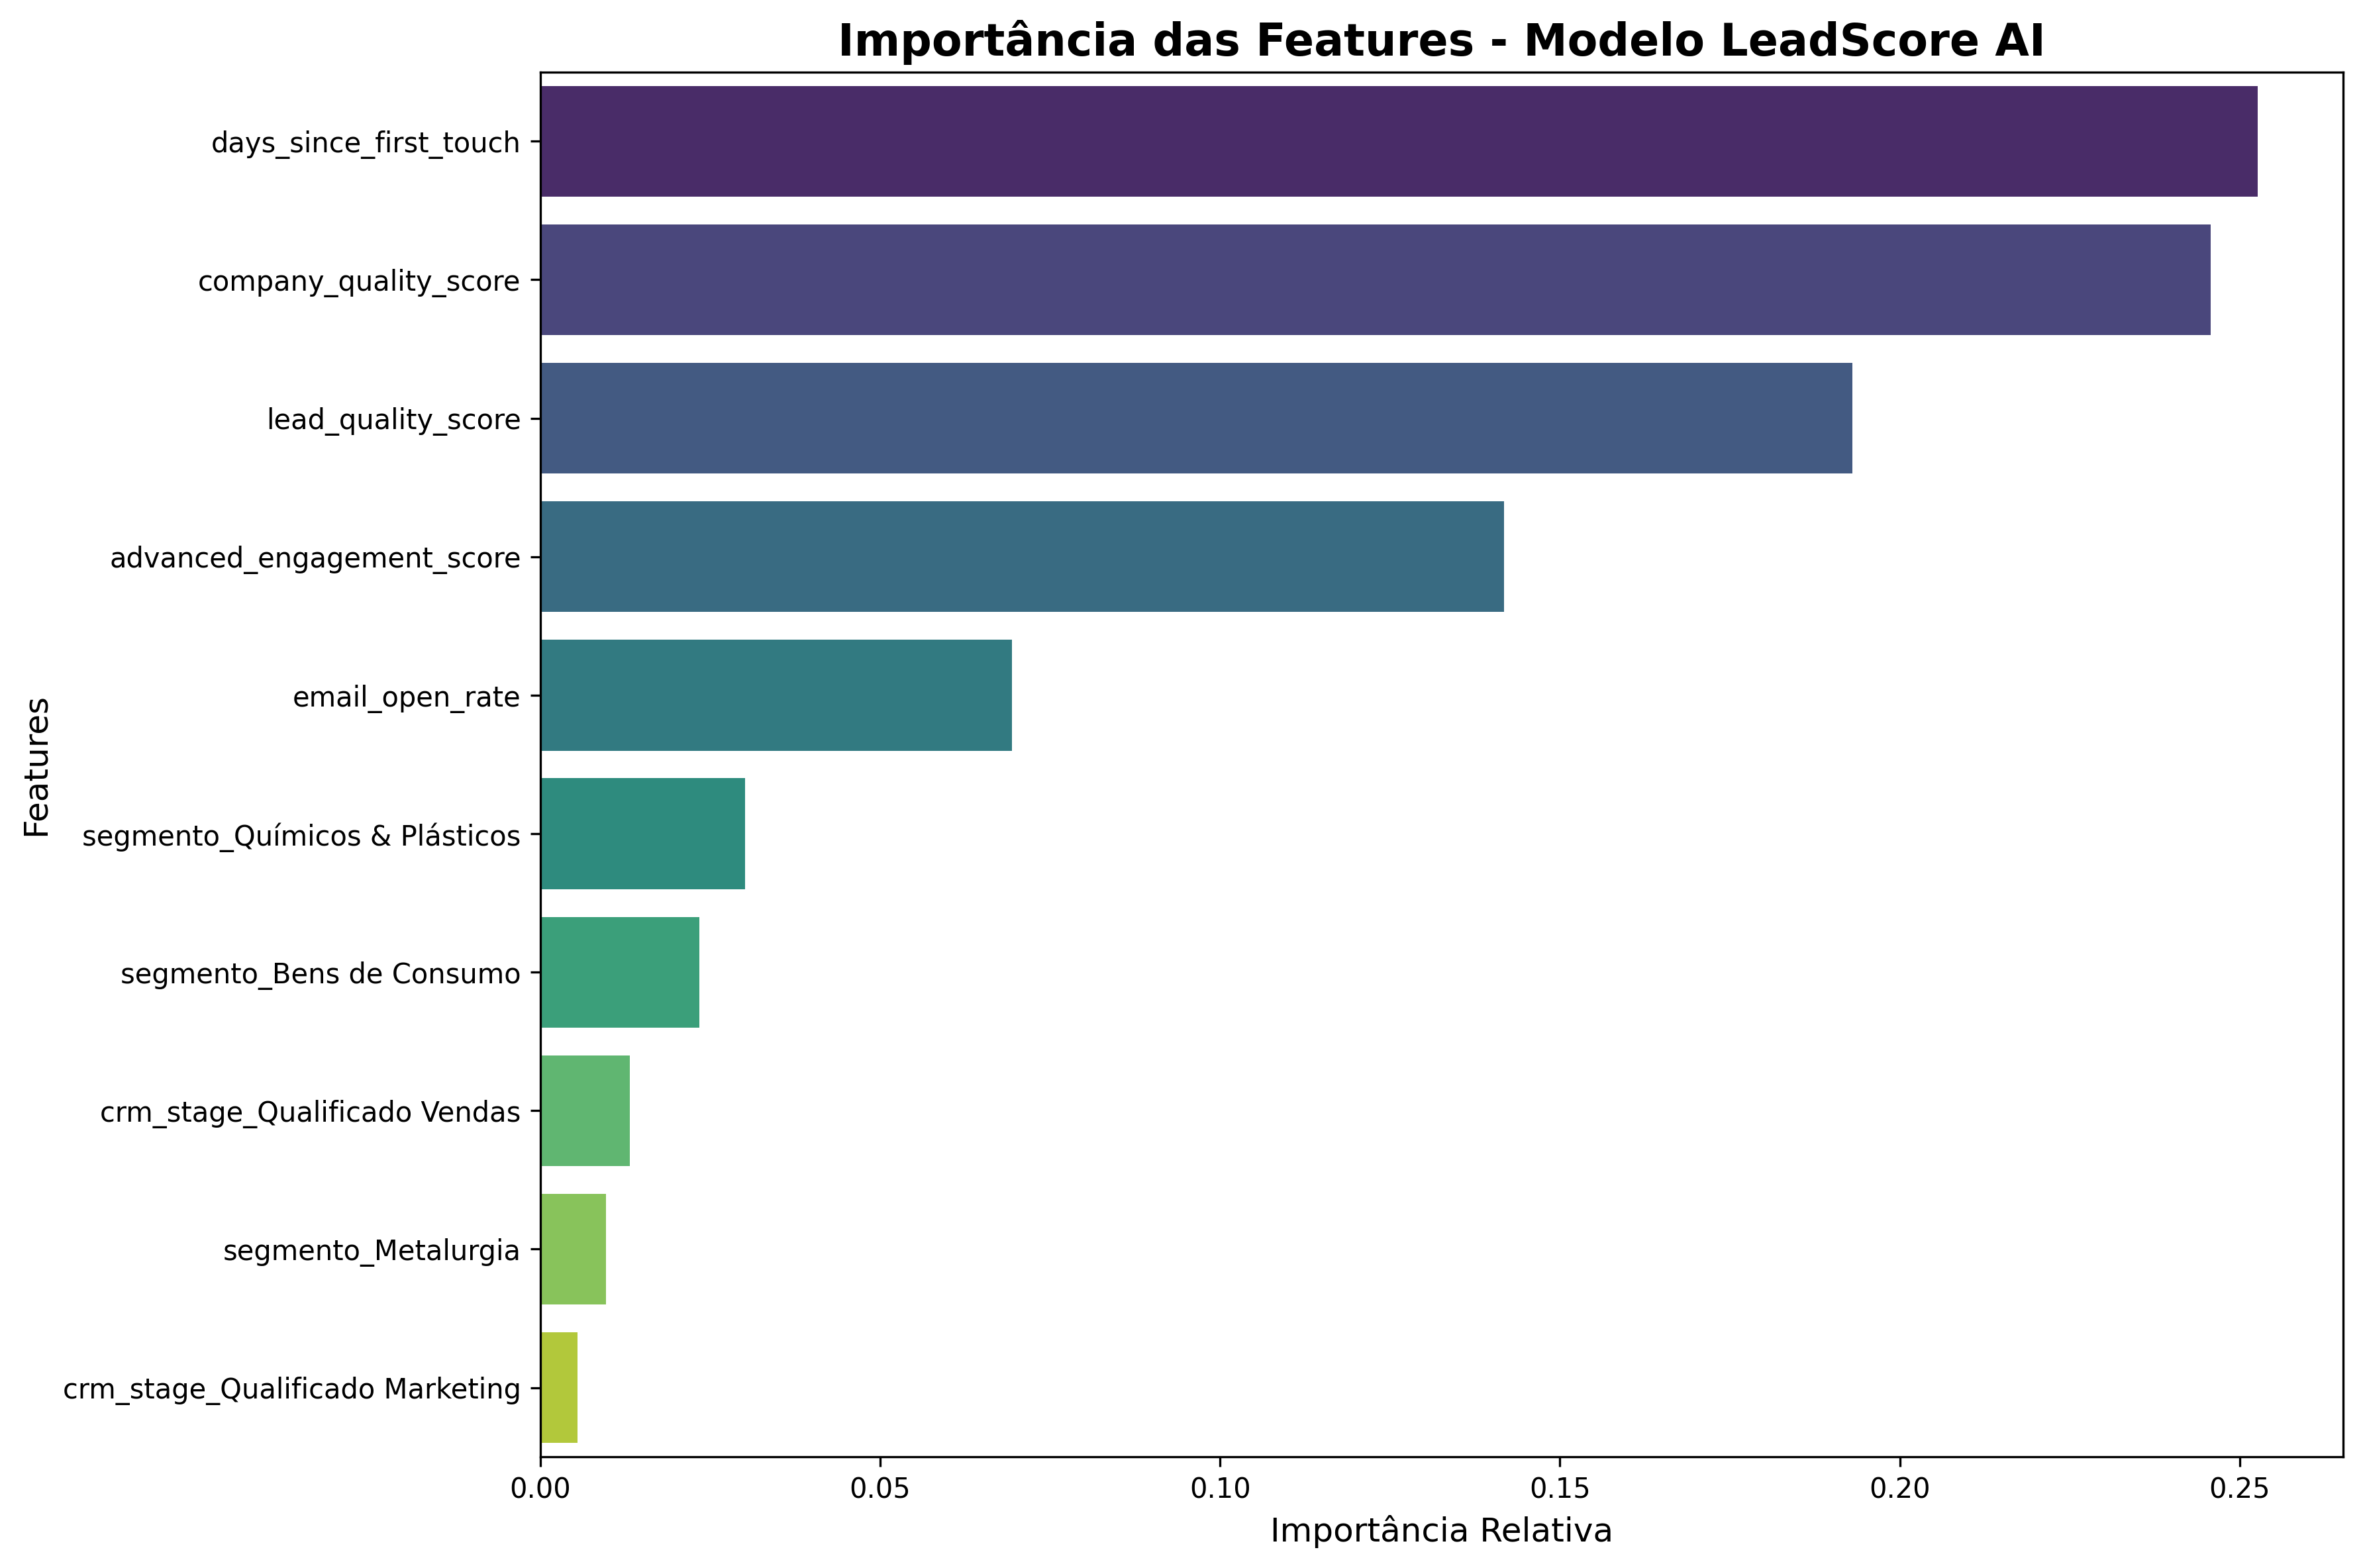 Importância das Features - Modelo LeadScore AI
days_since_first_touch
company_quality_score
lead_quality_score
advanced_engagement_score
email_open_rate
segmento_Químicos & Plásticos
segmento_Bens de Consumo
crm_stage_Qualificado Vendas
segmento_Metalurgia
crm_stage_Qualificado Marketing
Features
0.00 0.05 0.10 0.15 0.20 0.25
Importância Relativa